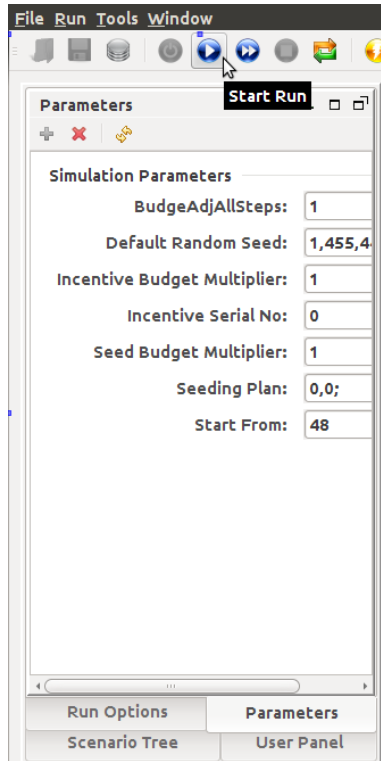 File Run Tools Window
Start Run
Parameters
Simulation Parameters
BudgeAdjAllSteps: 1
Default Random Seed: 1,455,4
Incentive Budget Multiplier: 1
Incentive Serial No: 0
Seed Budget Multiplier: 1
Seeding Plan: 0,0;
Start From: 48
Run Options Parameters
Scenario Tree User Panel